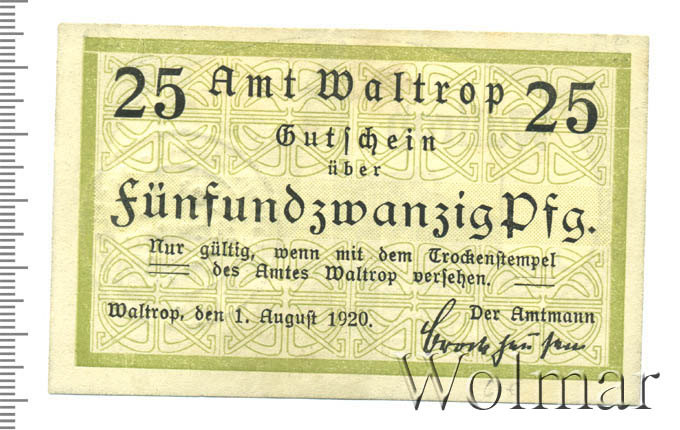 25 Amt Waltrop 25
Gutschein
über
Fünfundzwanzig Pfg.
Nur gültig, wenn mit dem Trockenstempel
des Amtes Waltrop versehen.
Waltrop, den 1. August 1920.
Der Amtmann
Brockhausen
Wolmar